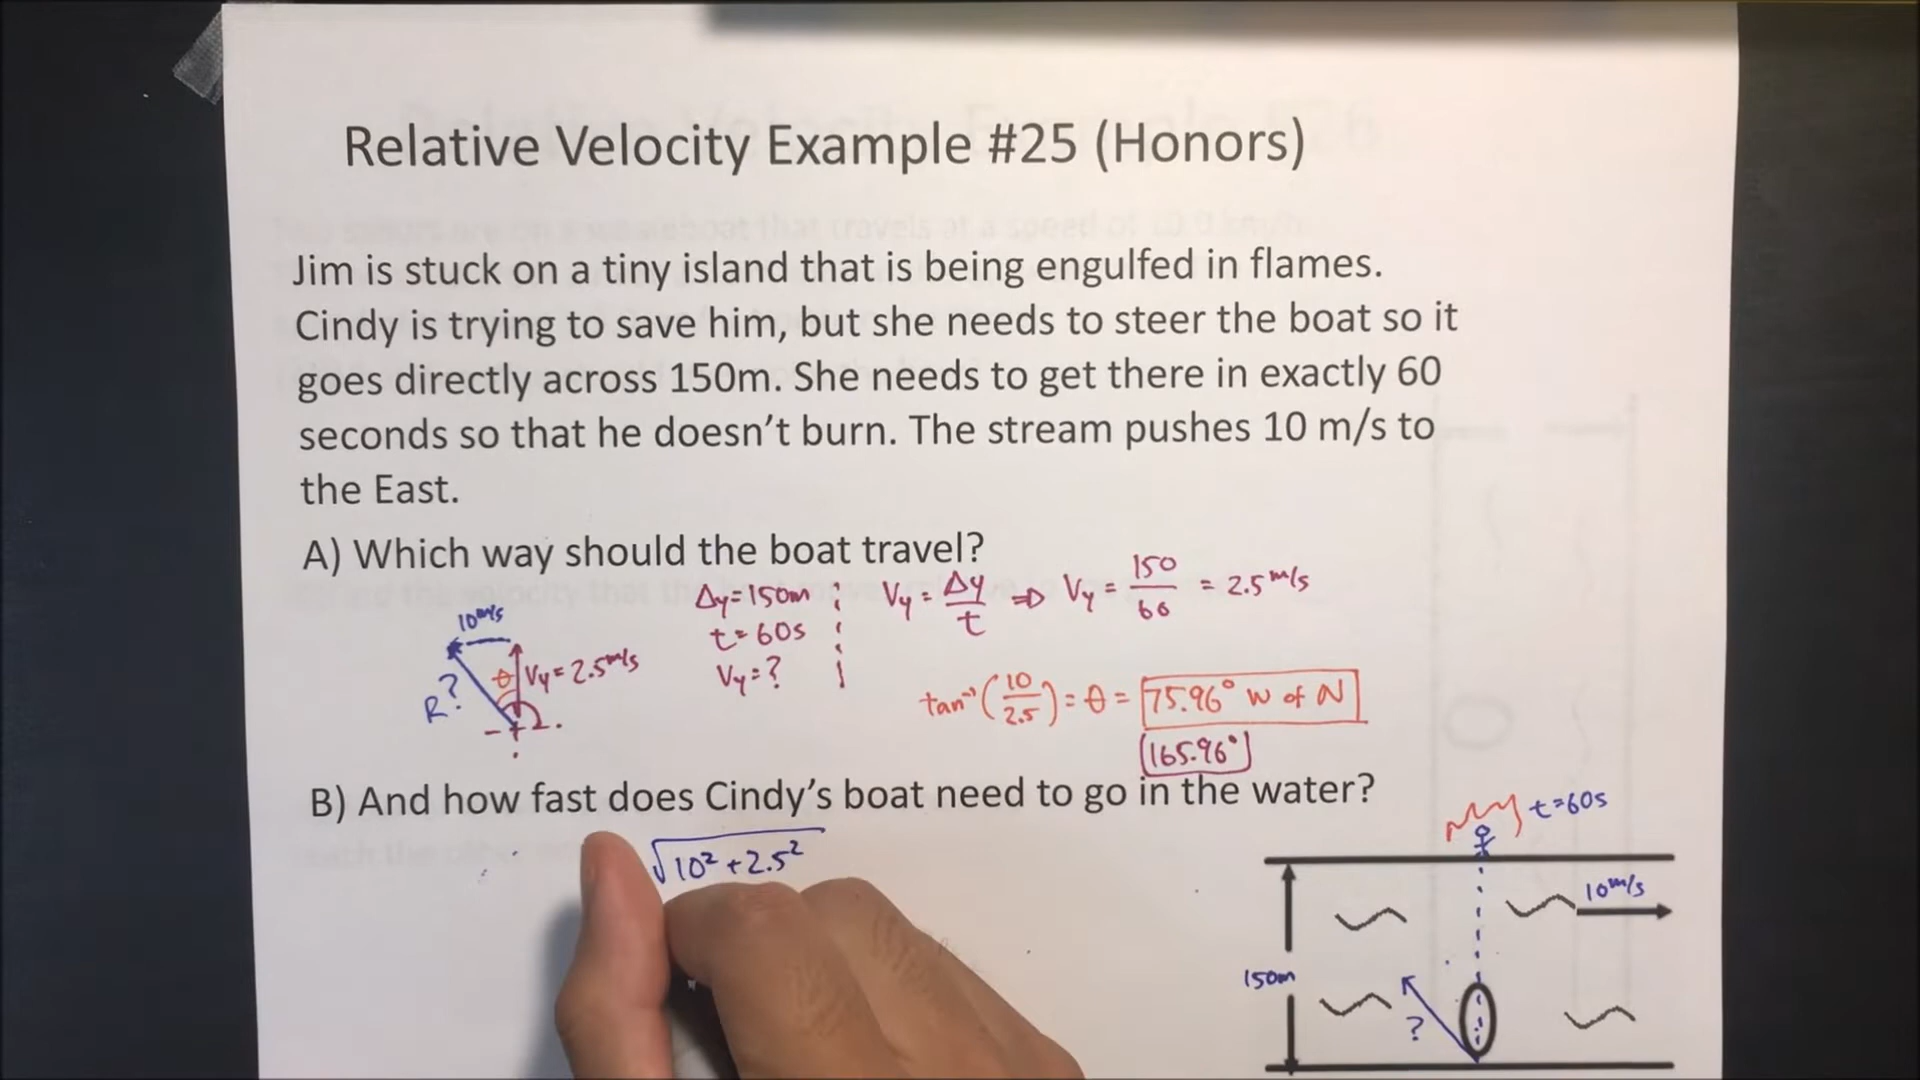 Relative Velocity Example #25 (Honors)
Jim is stuck on a tiny island that is being engulfed in flames.
Cindy is trying to save him, but she needs to steer the boat so it
goes directly across 150m. She needs to get there in exactly 60
seconds so that he doesn't burn. The stream pushes 10 m/s to
the East.
A) Which way should the boat travel?
10 m/s
θ
Vy = 2.5 m/s
R?
Δy = 150m
t = 60s
Vy = ?
Vy = Δy/t ⇒ Vy = 150/60 = 2.5 m/s
tan⁻¹(10/2.5) = θ = 75.96° W of N
165.96°
B) And how fast does Cindy's boat need to go in the water?
√10² + 2.5²
t = 60s
10 m/s
150m
?